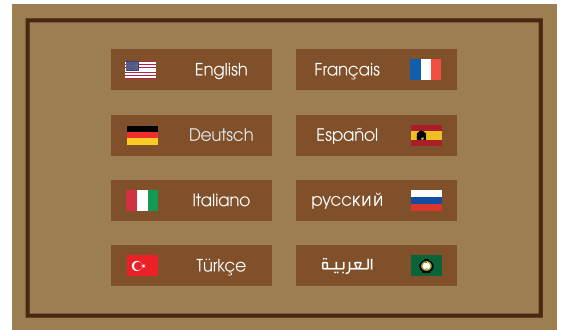 English
Français
Deutsch
Español
Italiano
русский
Türkçe
العربية